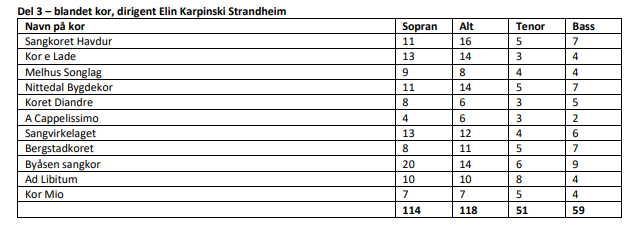 Del 3 – blandet kor, dirigent Elin Karpinski Strandheim
Navn på kor Sopran Alt Tenor Bass
Sangkoret Havdur 11 16 5 7
Kor e Lade 13 14 3 4
Melhus Songlag 9 8 4 4
Nittedal Bygdekor 11 14 5 7
Koret Diandre 8 6 3 5
A Cappelissimo 4 6 3 2
Sangvirkelaget 13 12 4 6
Bergstadkoret 8 11 5 7
Byåsen sangkor 20 14 6 9
Ad Libitum 10 10 8 4
Kor Mio 7 7 5 4
114 118 51 59